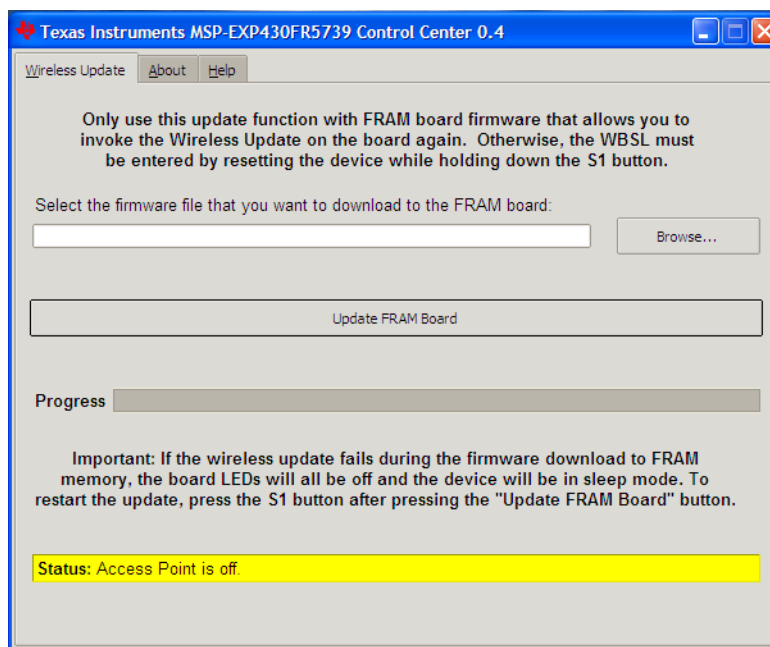 Texas Instruments MSP-EXP430FR5739 Control Center 0.4
Wireless Update About Help
Only use this update function with FRAM board firmware that allows you to
invoke the Wireless Update on the board again. Otherwise, the WBSL must
be entered by resetting the device while holding down the S1 button.
Select the firmware file that you want to download to the FRAM board:
Browse...
Update FRAM Board
Progress
Important: If the wireless update fails during the firmware download to FRAM
memory, the board LEDs will all be off and the device will be in sleep mode. To
restart the update, press the S1 button after pressing the "Update FRAM Board" button.
Status: Access Point is off.